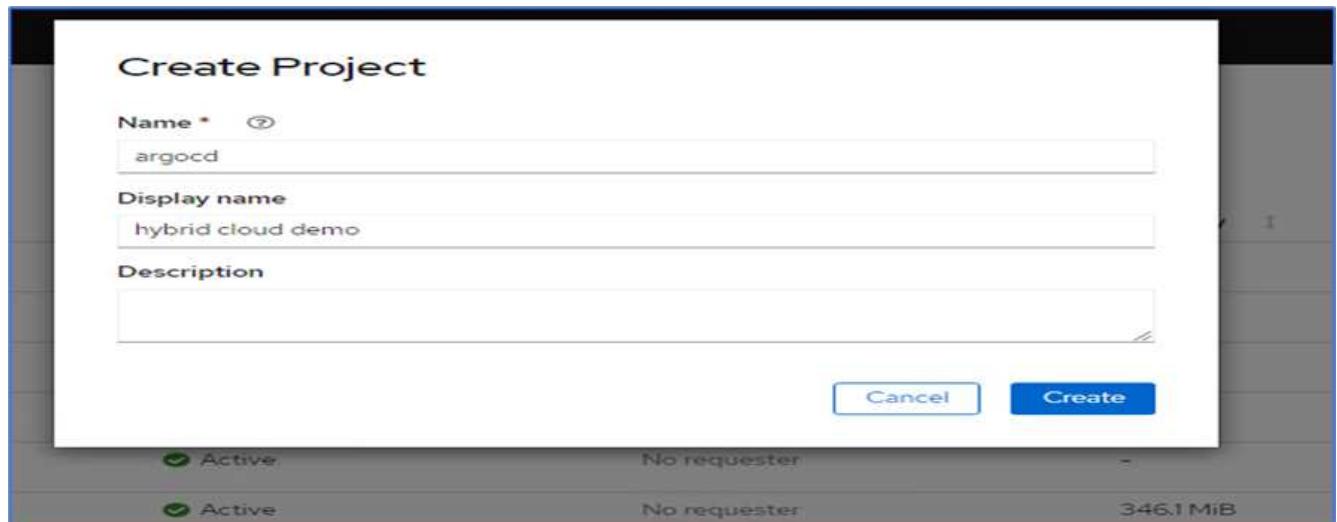 Create Project
Name *
argocd
Display name
hybrid cloud demo
Description
Cancel Create
Active No requester -
Active No requester 346.1 MiB